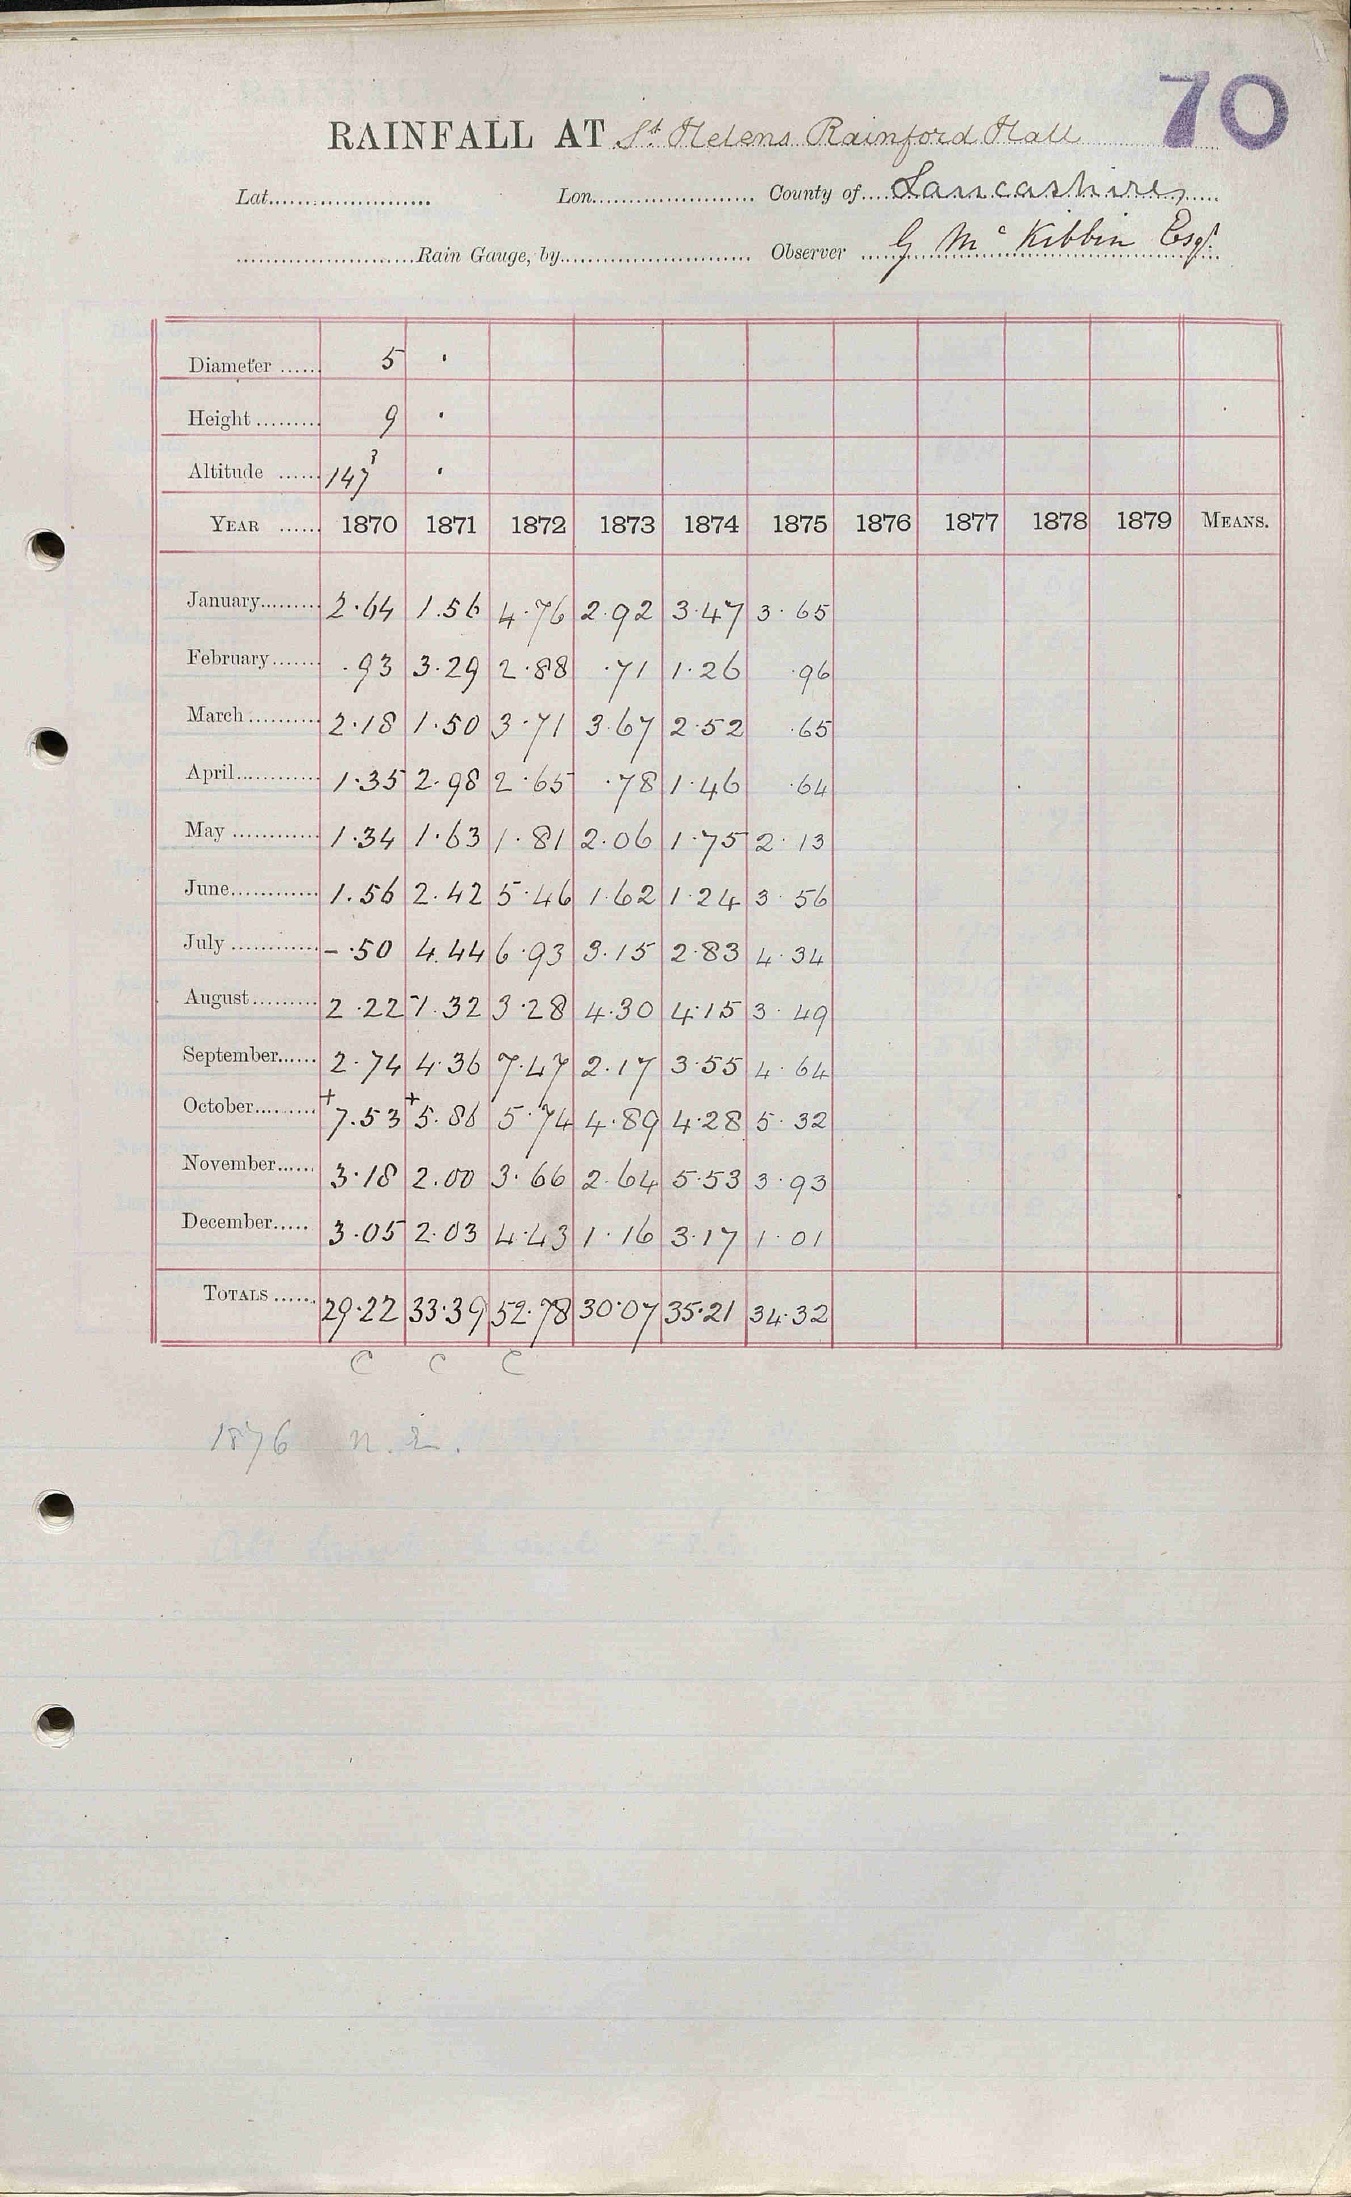 70
RAINFALL AT St. Helens Rainford Hall
Lat. Lon. County of Lancashire
Rain Gauge, by Observer G McKibbin Esqr.
Diameter 5 "
Height 9 "
Altitude 147 3 "
YEAR 1870 1871 1872 1873 1874 1875 1876 1877 1878 1879 MEANS.
January 2.64 1.56 4.76 2.92 3.47 3.65
February .93 3.29 2.88 .71 1.26 .96
March 2.18 1.50 3.71 3.67 2.52 .65
April 1.35 2.98 2.65 .78 1.46 .64
May 1.34 1.63 1.81 2.06 1.75 2.13
June 1.56 2.42 5.46 1.62 1.24 3.56
July -.50 4.44 6.93 3.15 2.83 4.34
August 2.22 -1.32 3.28 4.30 4.15 3.49
September 2.74 4.36 7.47 2.17 3.55 4.64
October +7.53 +5.86 5.74 4.89 4.28 5.32
November 3.18 2.00 3.66 2.64 5.53 3.93
December 3.05 2.03 4.43 1.16 3.17 1.01
TOTALS 29.22 33.39 52.78 30.07 35.21 34.32
C C C
1876 n.r.